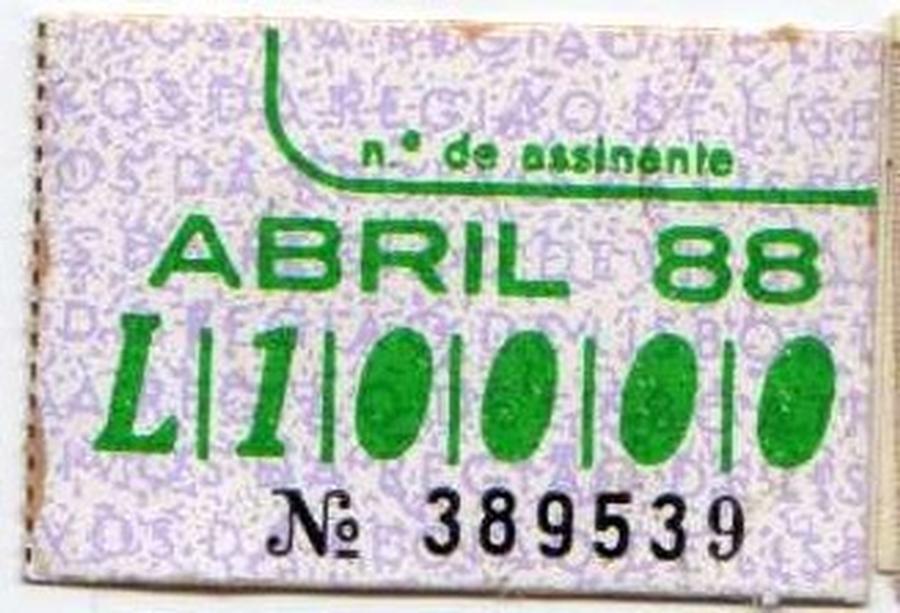 n.º de assinante
ABRIL 88
L|1|0|0|0|0
№ 389539